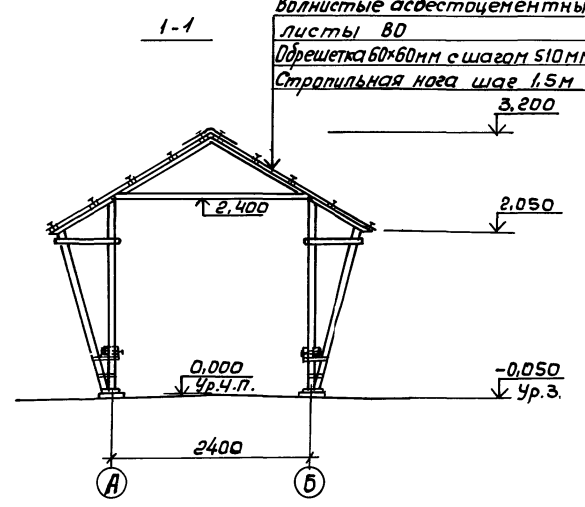 1-1
Волнистые асбестоцементны
листы ВО
Обрешетка 60×60мм с шагом 510мм
Стропильная нога шаг 1,5м
3.200
2,400
2,050
0,000
Ур.ч.п.
-0,050
Ур.З.
2400
А
Б